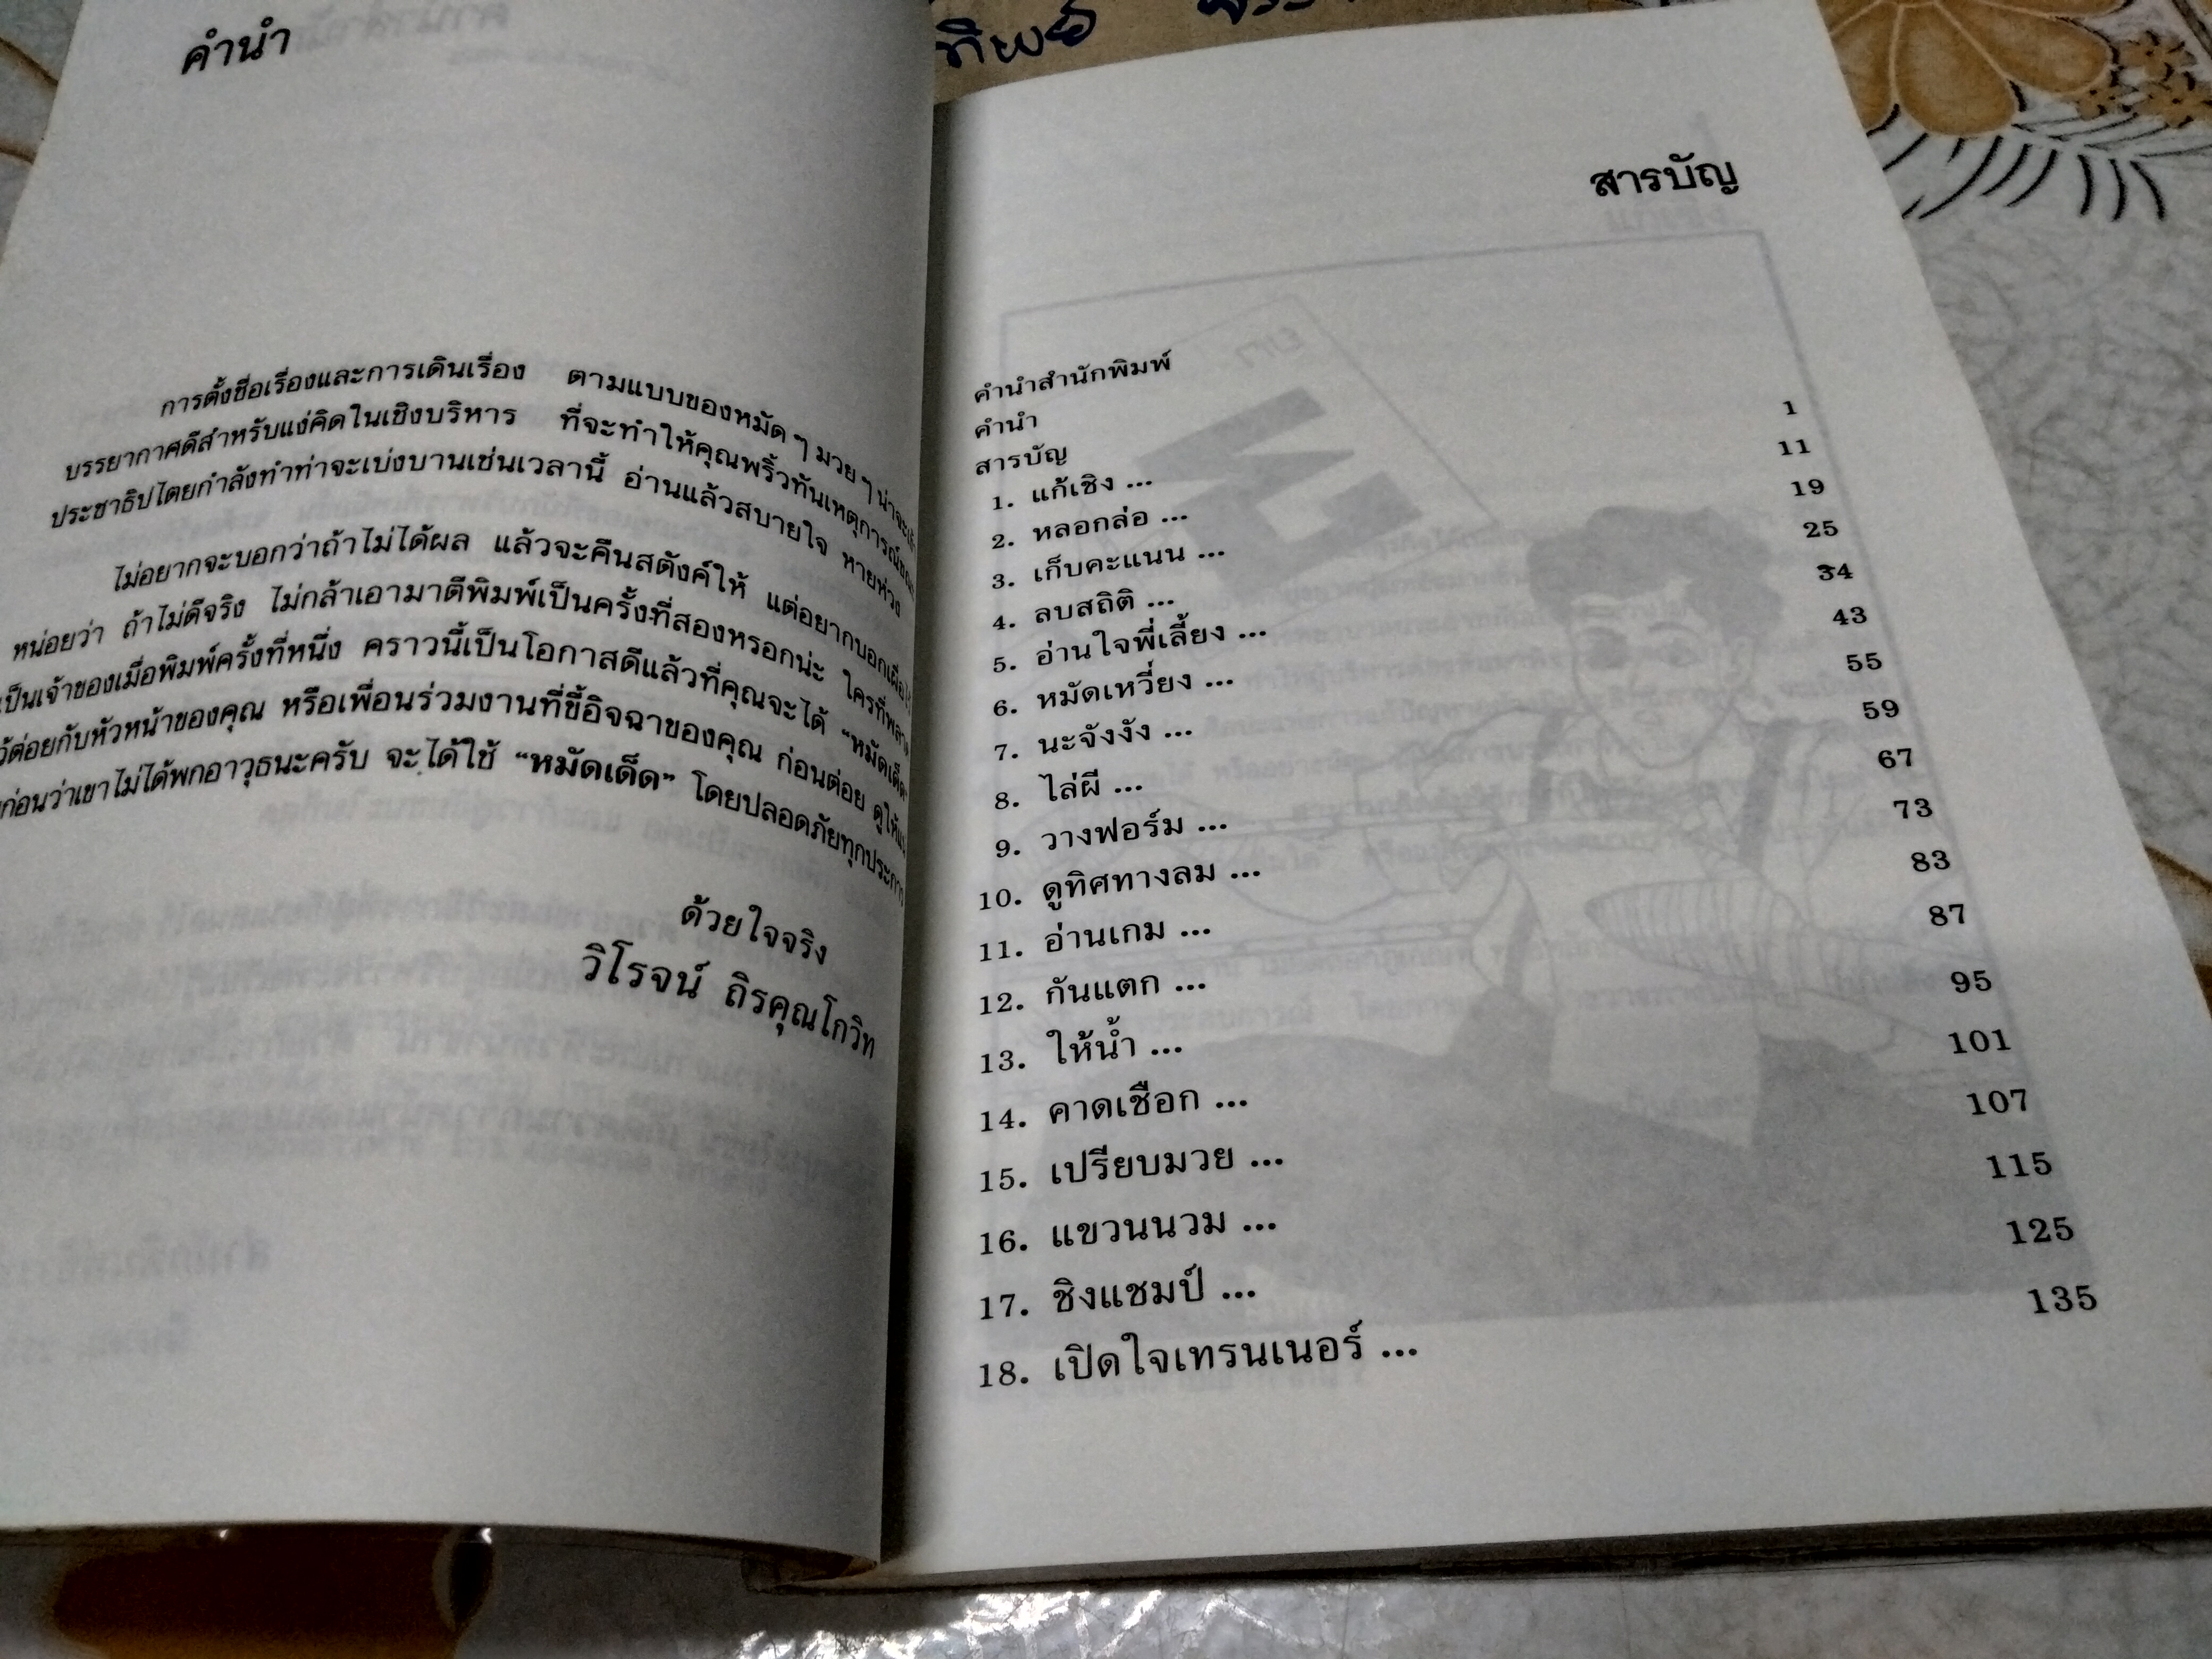 คำนำ
การตั้งชื่อเรื่องและการเดินเรื่อง ตามแบบของหมัด ๆ มวย ๆ น่าจะ
บรรยากาศดีสำหรับแง่คิดในเชิงบริหาร ที่จะทำให้คุณพริ้วทันเหตุการณ์
ประชาธิปไตยกำลังทำท่าจะเบ่งบานเช่นเวลานี้ อ่านแล้วสบายใจ หายห่วง
ไม่อยากจะบอกว่าถ้าไม่ได้ผล แล้วจะคืนสตังค์ให้ แต่อยากบอก
หน่อยว่า ถ้าไม่ดีจริง ไม่กล้าเอามาตีพิมพ์เป็นครั้งที่สองหรอกน่ะ ใครที่
เป็นเจ้าของเมื่อพิมพ์ครั้งที่หนึ่ง คราวนี้เป็นโอกาสดีแล้วที่คุณจะได้ “หมัดเด็ด”
ต่อยกับหัวหน้าของคุณ หรือเพื่อนร่วมงานที่ขี้อิจฉาของคุณ ก่อนต่อย ดูให้
ก่อนว่าเขาไม่ได้พกอาวุธนะครับ จะได้ใช้ “หมัดเด็ด” โดยปลอดภัยทุกประการ
ด้วยใจจริง
วิโรจน์ ถิรคุณโกวิท
ทิพย์
สารบัญ
คำนำสำนักพิมพ์
คำนำ
สารบัญ
1. แก้เชิง ... 1
2. หลอกล่อ ... 11
3. เก็บคะแนน ... 19
4. ลบสถิติ ... 25
5. อ่านใจพี่เลี้ยง ... 34
6. หมัดเหวี่ยง ... 43
7. นะจังงัง ... 55
8. ไล่ผี ... 59
9. วางฟอร์ม ... 67
10. ดูทิศทางลม ... 73
11. อ่านเกม ... 83
12. กันแตก ... 87
13. ให้น้ำ ... 95
14. คาดเชือก ... 101
15. เปรียบมวย ... 107
16. แขวนนวม ... 115
17. ชิงแชมป์ ... 125
18. เปิดใจเทรนเนอร์ ... 135